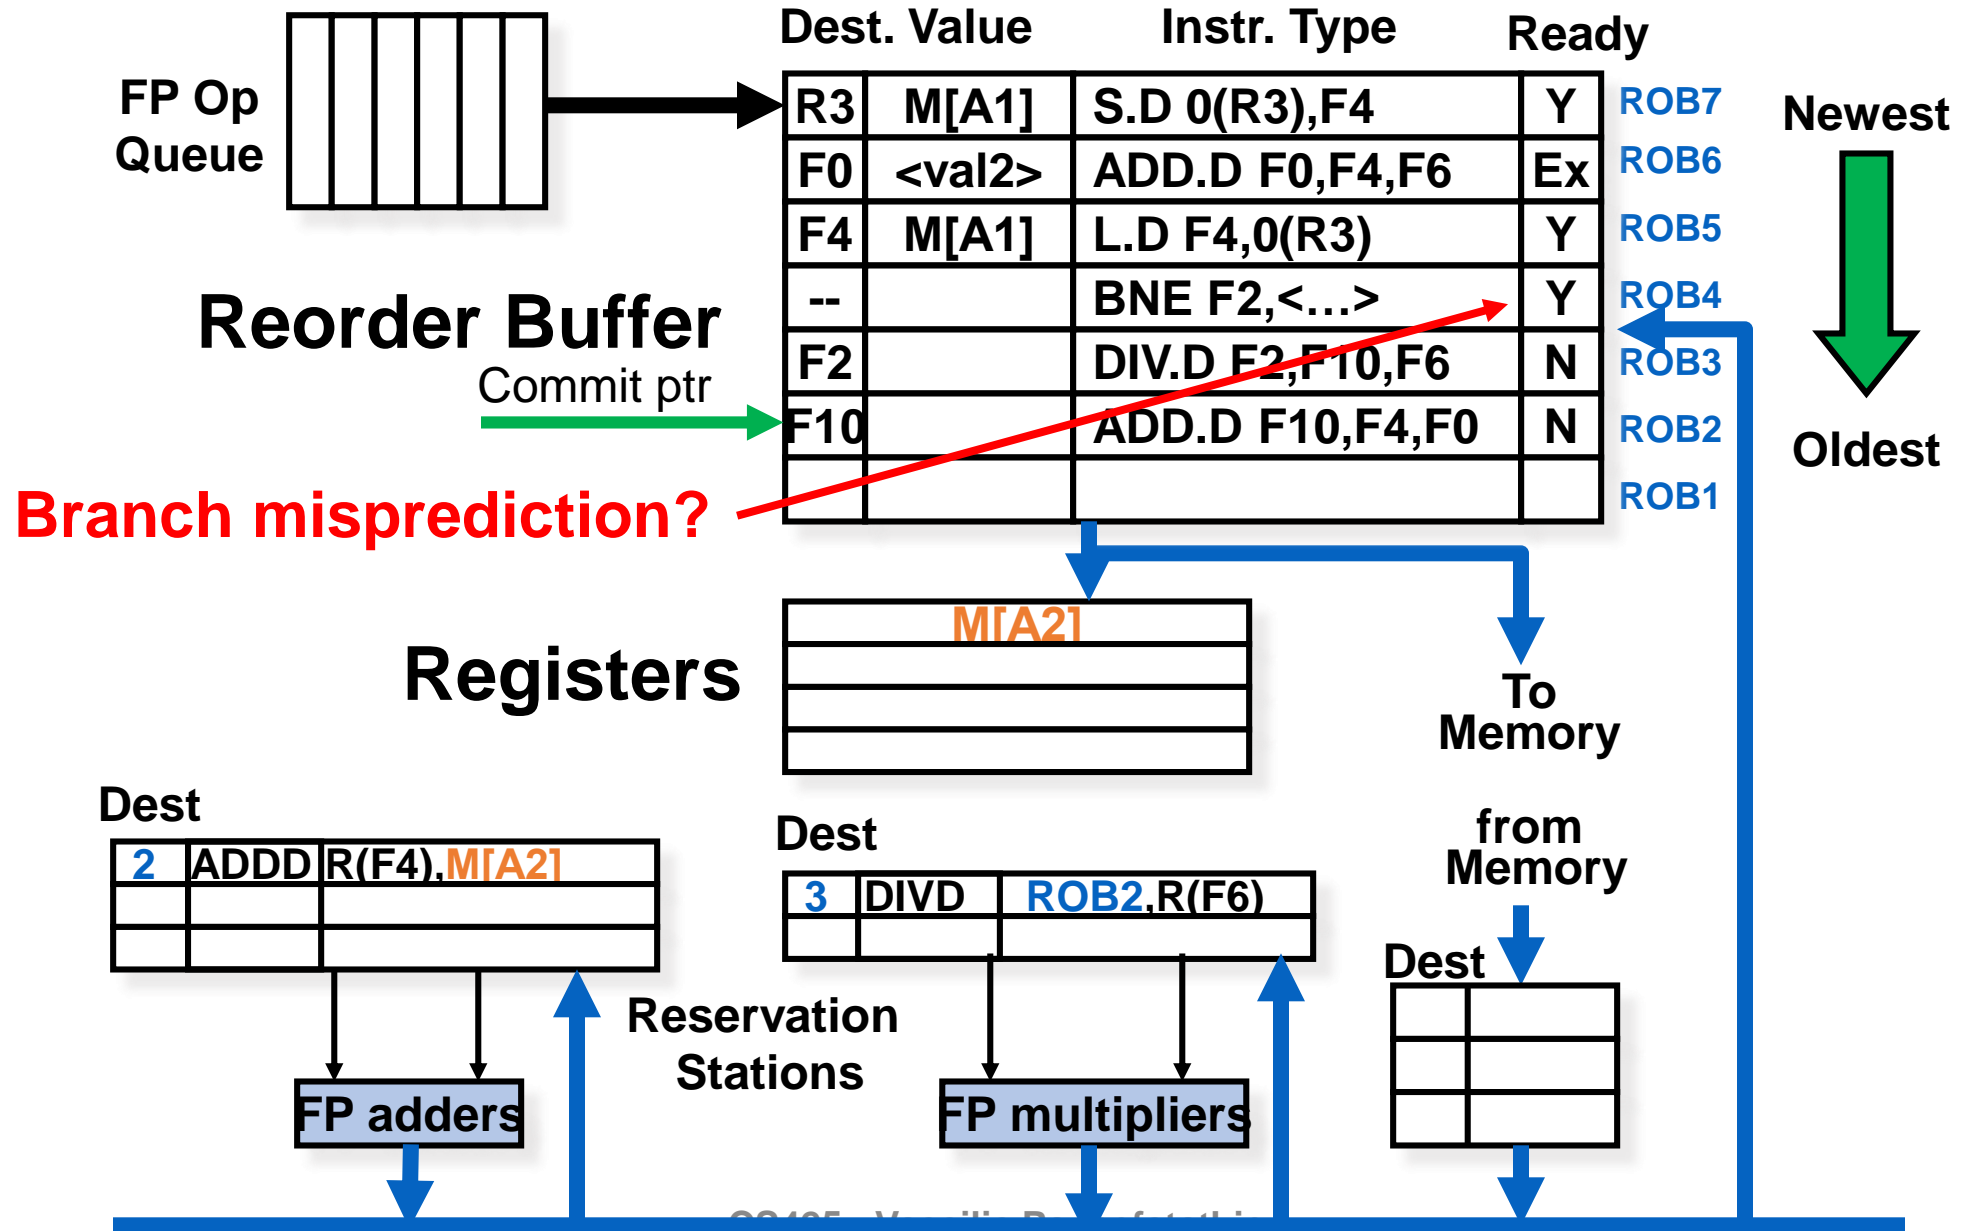 Dest. Value Instr. Type Ready
FP Op
Queue
R3 M[A1] S.D 0(R3),F4 Y ROB7
F0 <val2> ADD.D F0,F4,F6 Ex ROB6
F4 M[A1] L.D F4,0(R3) Y ROB5
-- BNE F2,<…> Y ROB4
F2 DIV.D F2,F10,F6 N ROB3
F10 ADD.D F10,F4,F0 N ROB2
ROB1
Newest
Oldest
Reorder Buffer
Commit ptr
Branch misprediction?
Registers
M[A2]
To
Memory
Dest
2 ADDD R(F4),M[A2]
Dest
3 DIVD ROB2,R(F6)
from
Memory
Dest
Reservation
Stations
FP adders
FP multipliers